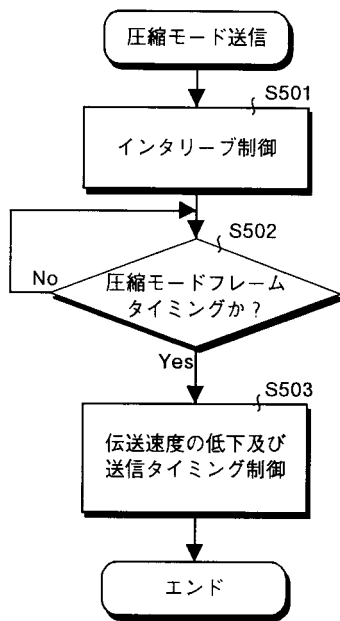 圧縮モード送信
S501
インタリーブ制御
S502
圧縮モードフレーム
タイミングか？
No
Yes
S503
伝送速度の低下及び
送信タイミング制御
エンド